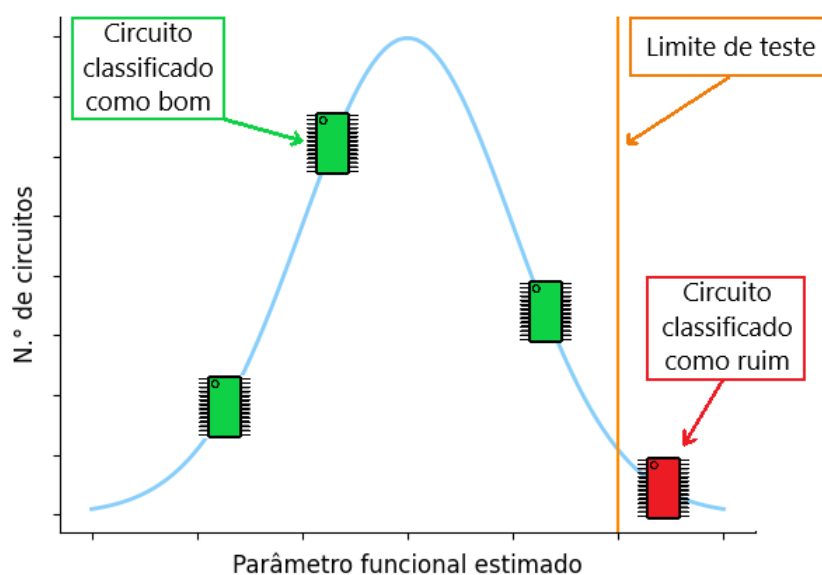 Circuito
classificado
como bom
Limite de teste
N.° de circuitos
Circuito
classificado
como ruim
Parâmetro funcional estimado